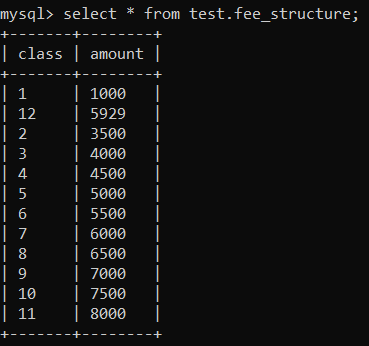 mysql> select * from test.fee_structure;
+-------+--------+
| class | amount |
+-------+--------+
| 1     | 1000   |
| 12    | 5929   |
| 2     | 3500   |
| 3     | 4000   |
| 4     | 4500   |
| 5     | 5000   |
| 6     | 5500   |
| 7     | 6000   |
| 8     | 6500   |
| 9     | 7000   |
| 10    | 7500   |
| 11    | 8000   |
+-------+--------+